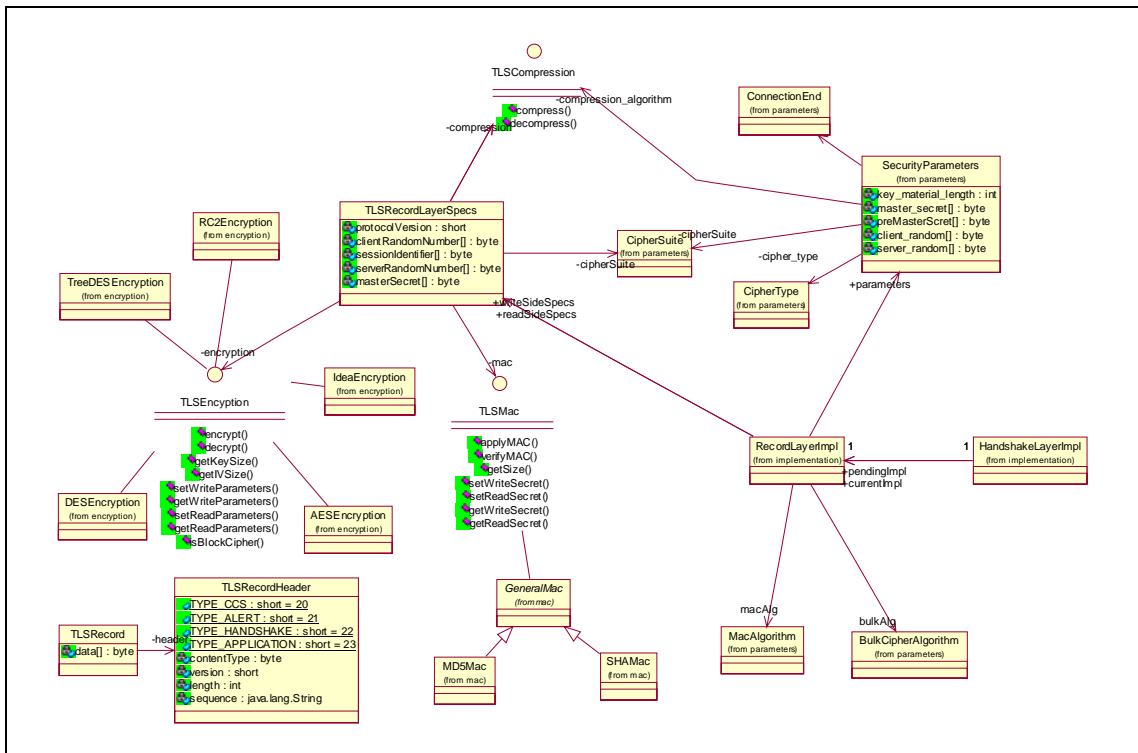 TLSCompression
compress()
decompress()
-compression_algorithm
-compression
ConnectionEnd
(from parameters)
SecurityParameters
(from parameters)
key_material_length : int
master_secret[] : byte
preMasterScret[] : byte
client_random[] : byte
server_random[] : byte
TLSRecordLayerSpecs
protocolVersion : short
clientRandomNumber[] : byte
sessionIdentifier[] : byte
serverRandomNumber[] : byte
masterSecret[] : byte
RC2Encryption
(from encryption)
CipherSuite
(from parameters)
-cipherSuite
-cipherSuite
-cipher_type
CipherType
(from parameters)
+parameters
TreeDESEncryption
(from encryption)
+writeSideSpecs
+readSideSpecs
-encryption
-mac
IdeaEncryption
(from encryption)
TLSEncyption
encrypt()
decrypt()
getKeySize()
getIVSize()
setWriteParameters()
getWriteParameters()
setReadParameters()
getReadParameters()
isBlockCipher()
TLSMac
applyMAC()
verifyMAC()
getSize()
setWriteSecret()
setReadSecret()
getWriteSecret()
getReadSecret()
RecordLayerImpl
(from implementation)
1
1
+pendingImpl
+currentImpl
HandshakeLayerImpl
(from implementation)
DESEncryption
(from encryption)
AESEncryption
(from encryption)
TLSRecordHeader
TYPE_CCS : short = 20
TYPE_ALERT : short = 21
TYPE_HANDSHAKE : short = 22
TYPE_APPLICATION : short = 23
contentType : byte
version : short
length : int
sequence : java.lang.String
TLSRecord
data[] : byte
-header
GeneralMac
(from mac)
MD5Mac
(from mac)
SHAMac
(from mac)
macAlg
MacAlgorithm
(from parameters)
bulkAlg
BulkCipherAlgorithm
(from parameters)